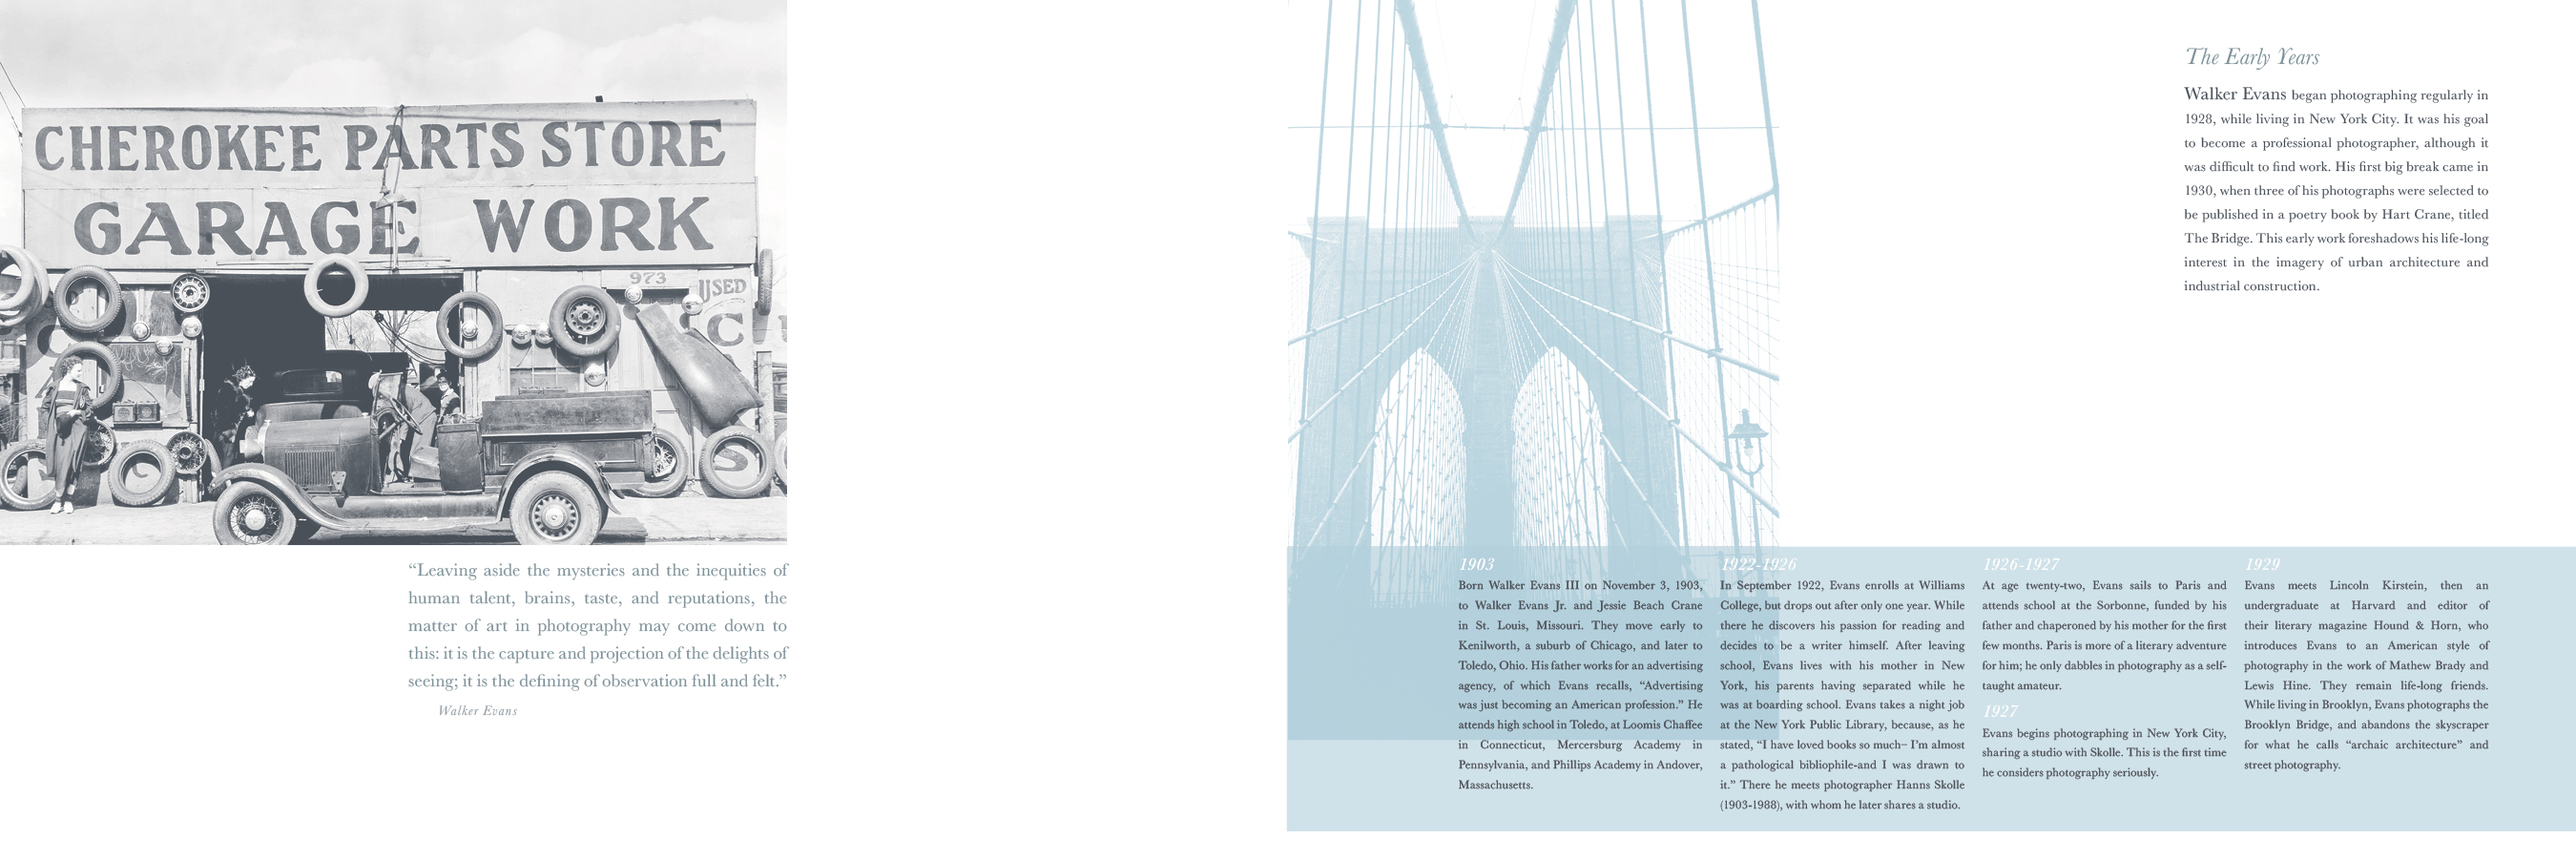 CHEROKEE PARTS STORE
GARAGE WORK
973
USED
“Leaving aside the mysteries and the inequities of
human talent, brains, taste, and reputations, the
matter of art in photography may come down to
this: it is the capture and projection of the delights of
seeing; it is the defining of observation full and felt.”
Walker Evans
The Early Years
Walker Evans began photographing regularly in
1928, while living in New York City. It was his goal
to become a professional photographer, although it
was difficult to find work. His first big break came in
1930, when three of his photographs were selected to
be published in a poetry book by Hart Crane, titled
The Bridge. This early work foreshadows his life-long
interest in the imagery of urban architecture and
industrial construction.
1903
Born Walker Evans III on November 3, 1903,
to Walker Evans Jr. and Jessie Beach Crane
in St. Louis, Missouri. They move early to
Kenilworth, a suburb of Chicago, and later to
Toledo, Ohio. His father works for an advertising
agency, of which Evans recalls, “Advertising
was just becoming an American profession.” He
attends high school in Toledo, at Loomis Chaffee
in Connecticut, Mercersburg Academy in
Pennsylvania, and Phillips Academy in Andover,
Massachusetts.
1922-1926
In September 1922, Evans enrolls at Williams
College, but drops out after only one year. While
there he discovers his passion for reading and
decides to be a writer himself. After leaving
school, Evans lives with his mother in New
York, his parents having separated while he
was at boarding school. Evans takes a night job
at the New York Public Library, because, as he
stated, “I have loved books so much– I’m almost
a pathological bibliophile-and I was drawn to
it.” There he meets photographer Hanns Skolle
(1903-1988), with whom he later shares a studio.
1926-1927
At age twenty-two, Evans sails to Paris and
attends school at the Sorbonne, funded by his
father and chaperoned by his mother for the first
few months. Paris is more of a literary adventure
for him; he only dabbles in photography as a self-
taught amateur.
1927
Evans begins photographing in New York City,
sharing a studio with Skolle. This is the first time
he considers photography seriously.
1929
Evans meets Lincoln Kirstein, then an
undergraduate at Harvard and editor of
their literary magazine Hound & Horn, who
introduces Evans to an American style of
photography in the work of Mathew Brady and
Lewis Hine. They remain life-long friends.
While living in Brooklyn, Evans photographs the
Brooklyn Bridge, and abandons the skyscraper
for what he calls “archaic architecture” and
street photography.